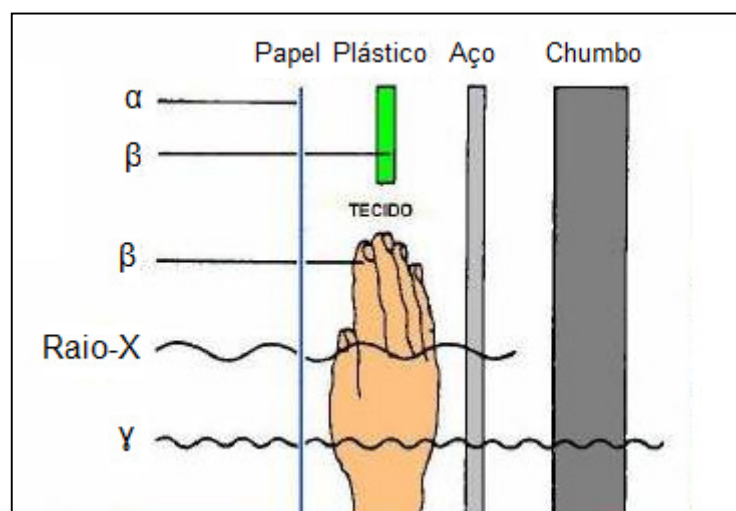 Papel Plástico Aço Chumbo
α
β
TECIDO
β
Raio-X
γ